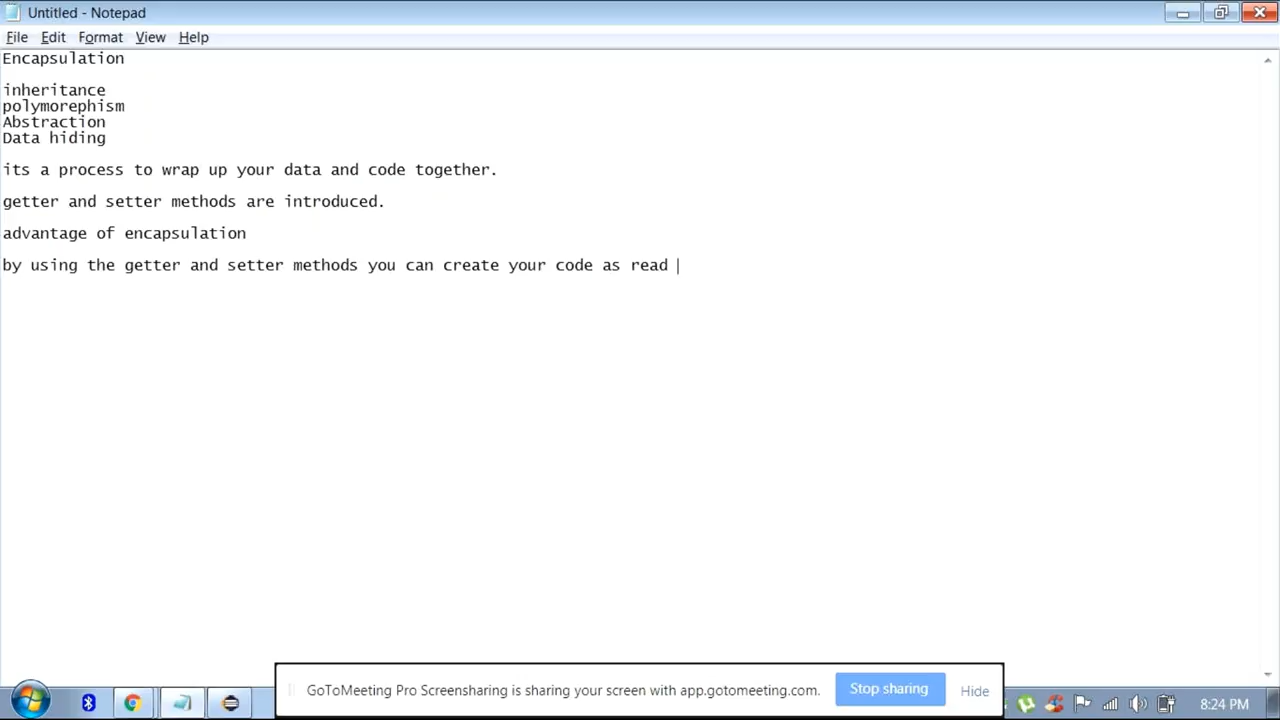 Untitled - Notepad
File Edit Format View Help
Encapsulation
inheritance
polymorephism
Abstraction
Data hiding
its a process to wrap up your data and code together.
getter and setter methods are introduced.
advantage of encapsulation
by using the getter and setter methods you can create your code as read
GoToMeeting Pro Screensharing is sharing your screen with app.gotomeeting.com. Stop sharing Hide
8:24 PM